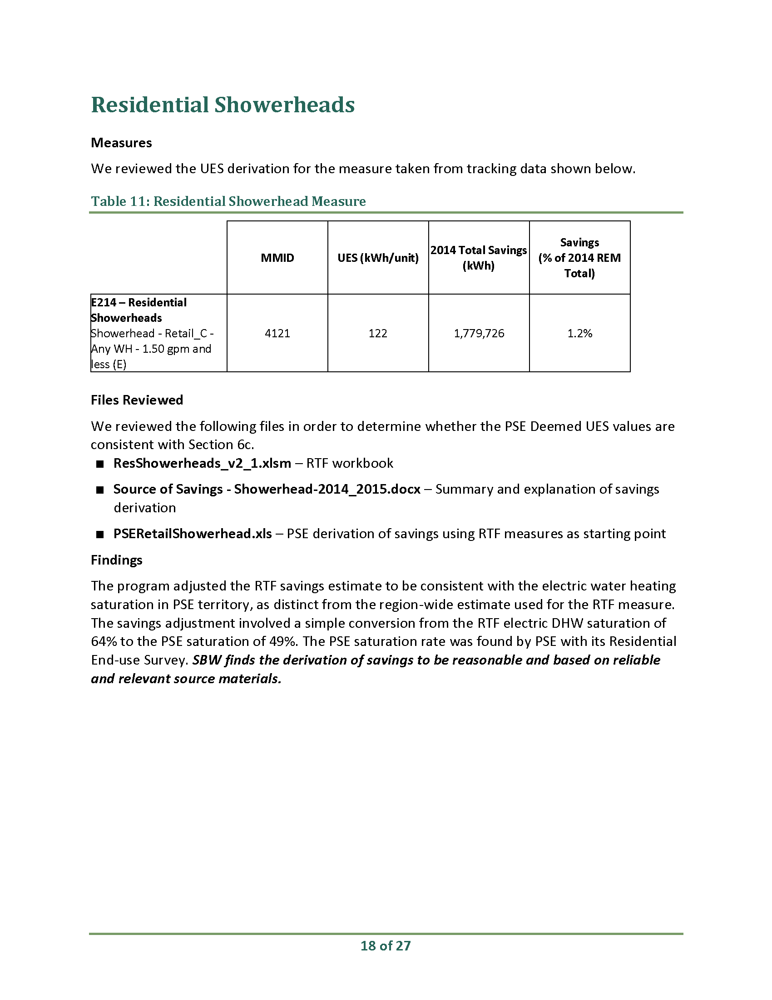 Residential Showerheads
Measures
We reviewed the UES derivation for the measure taken from tracking data shown below.
Table 11: Residential Showerhead Measure
MMID
UES (kWh/unit)
2014 Total Savings
(kWh)
Savings
(% of 2014 REM
Total)
E214 – Residential
Showerheads
Showerhead - Retail_C -
Any WH - 1.50 gpm and
less (E)
4121
122
1,779,726
1.2%
Files Reviewed
We reviewed the following files in order to determine whether the PSE Deemed UES values are
consistent with Section 6c.
■ ResShowerheads_v2_1.xlsm – RTF workbook
■ Source of Savings - Showerhead-2014_2015.docx – Summary and explanation of savings
derivation
■ PSERetailShowerhead.xls – PSE derivation of savings using RTF measures as starting point
Findings
The program adjusted the RTF savings estimate to be consistent with the electric water heating
saturation in PSE territory, as distinct from the region-wide estimate used for the RTF measure.
The savings adjustment involved a simple conversion from the RTF electric DHW saturation of
64% to the PSE saturation of 49%. The PSE saturation rate was found by PSE with its Residential
End-use Survey. SBW finds the derivation of savings to be reasonable and based on reliable
and relevant source materials.
18 of 27